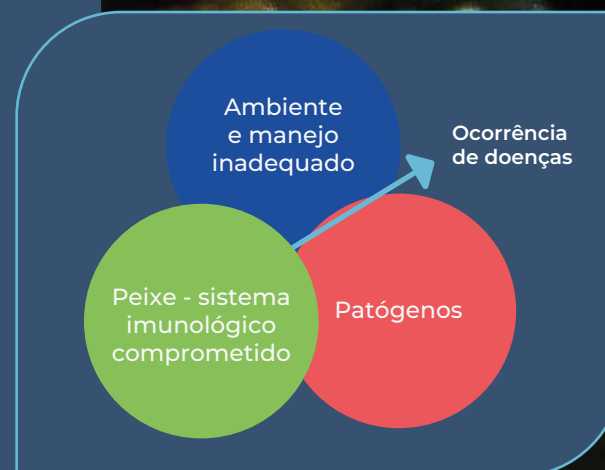 Ambiente
e manejo
inadequado
Ocorrência
de doenças
Peixe - sistema
imunológico
comprometido
Patógenos